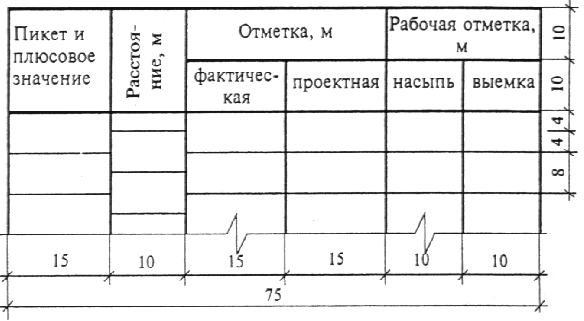 Пикет и
плюсовое
значение
Расстоя-
ние, м
Отметка, м
Рабочая отметка,
м
фактичес-
кая
проектная
насыпь
выемка
10
10
4
4
8
15
10
15
15
10
10
75